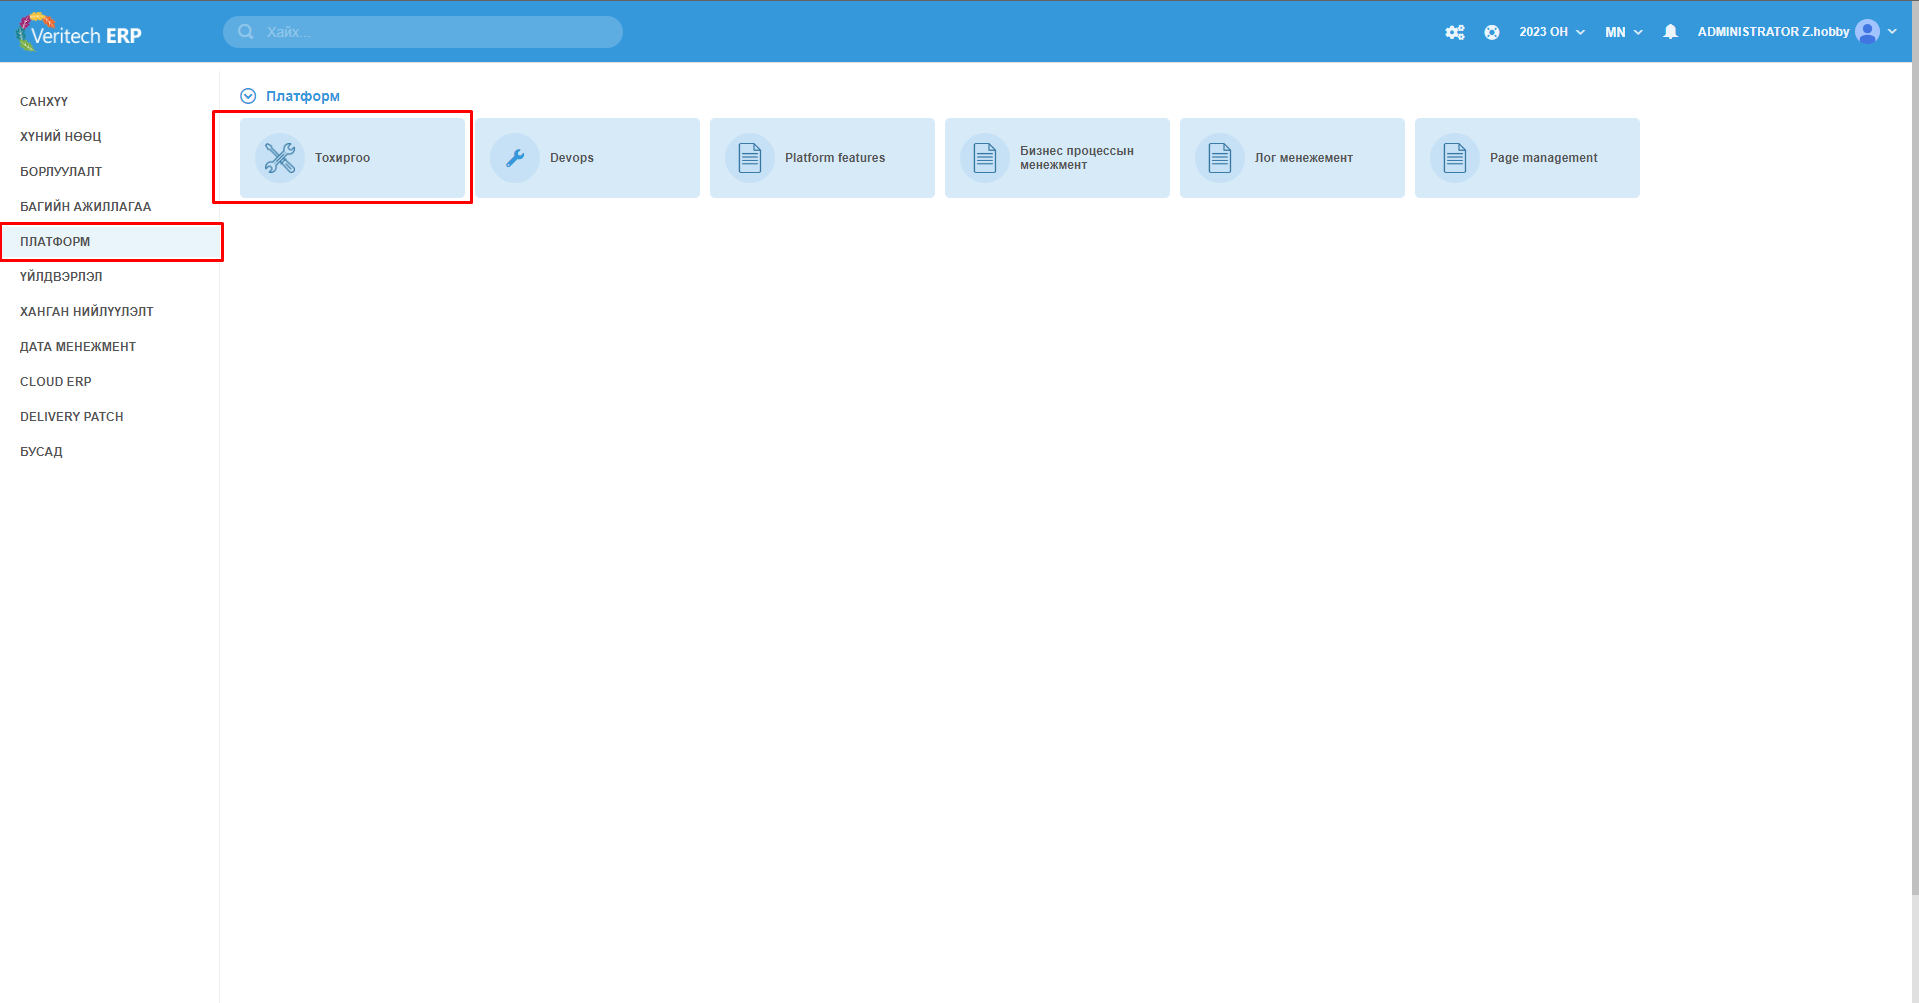 Veritech ERP
Хайх...
2023 ОН
MN
ADMINISTRATOR Z.hobby
САНХҮҮ
ХҮНИЙ НӨӨЦ
БОРЛУУЛАЛТ
БАГИЙН АЖИЛЛАГАА
ПЛАТФОРМ
ҮЙЛДВЭРЛЭЛ
ХАНГАН НИЙЛҮҮЛЭЛТ
ДАТА МЕНЕЖМЕНТ
CLOUD ERP
DELIVERY PATCH
БУСАД
Платформ
Тохиргоо
Devops
Platform features
Бизнес процессын
менежмент
Лог менежемент
Page management